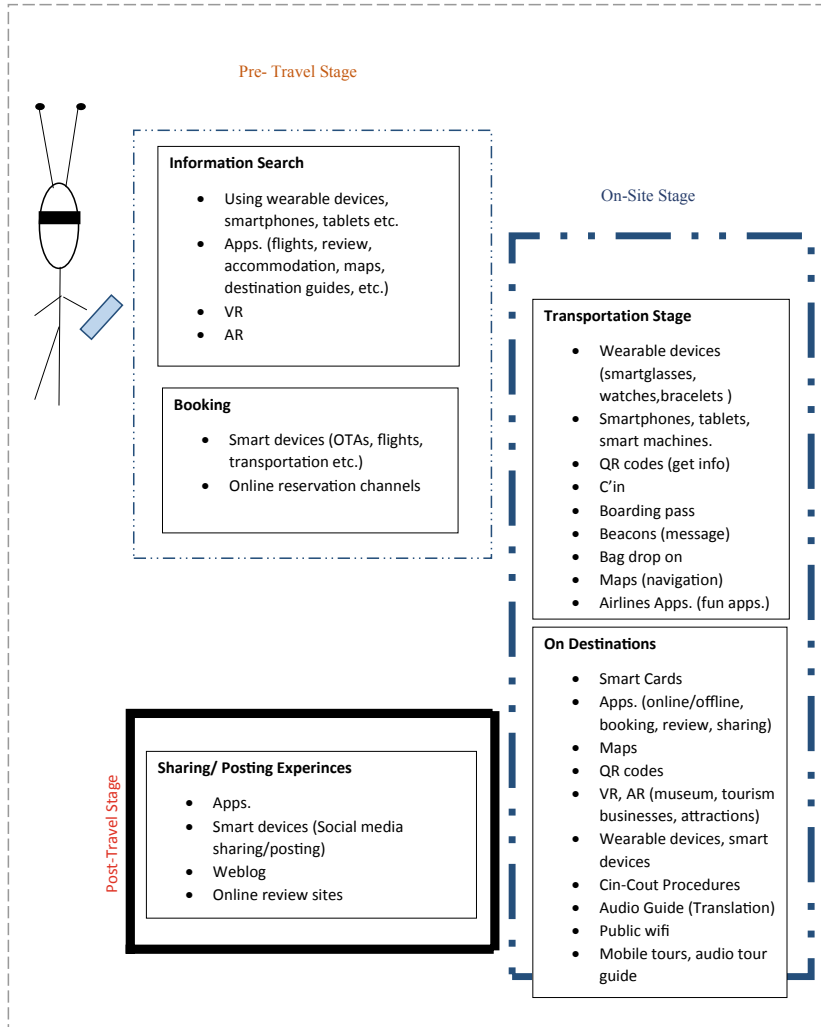 Pre- Travel Stage
Information Search
• Using wearable devices,
smartphones, tablets etc.
• Apps. (flights, review,
accommodation, maps,
destination guides, etc.)
• VR
• AR
Booking
• Smart devices (OTAs, flights,
transportation etc.)
• Online reservation channels
On-Site Stage
Transportation Stage
• Wearable devices
(smartglasses,
watches,bracelets )
• Smartphones, tablets,
smart machines.
• QR codes (get info)
• C’in
• Boarding pass
• Beacons (message)
• Bag drop on
• Maps (navigation)
• Airlines Apps. (fun apps.)
On Destinations
• Smart Cards
• Apps. (online/offline,
booking, review, sharing)
• Maps
• QR codes
• VR, AR (museum, tourism
businesses, attractions)
• Wearable devices, smart
devices
• Cin-Cout Procedures
• Audio Guide (Translation)
• Public wifi
• Mobile tours, audio tour
guide
Post-Travel Stage
Sharing/ Posting Experinces
• Apps.
• Smart devices (Social media
sharing/posting)
• Weblog
• Online review sites